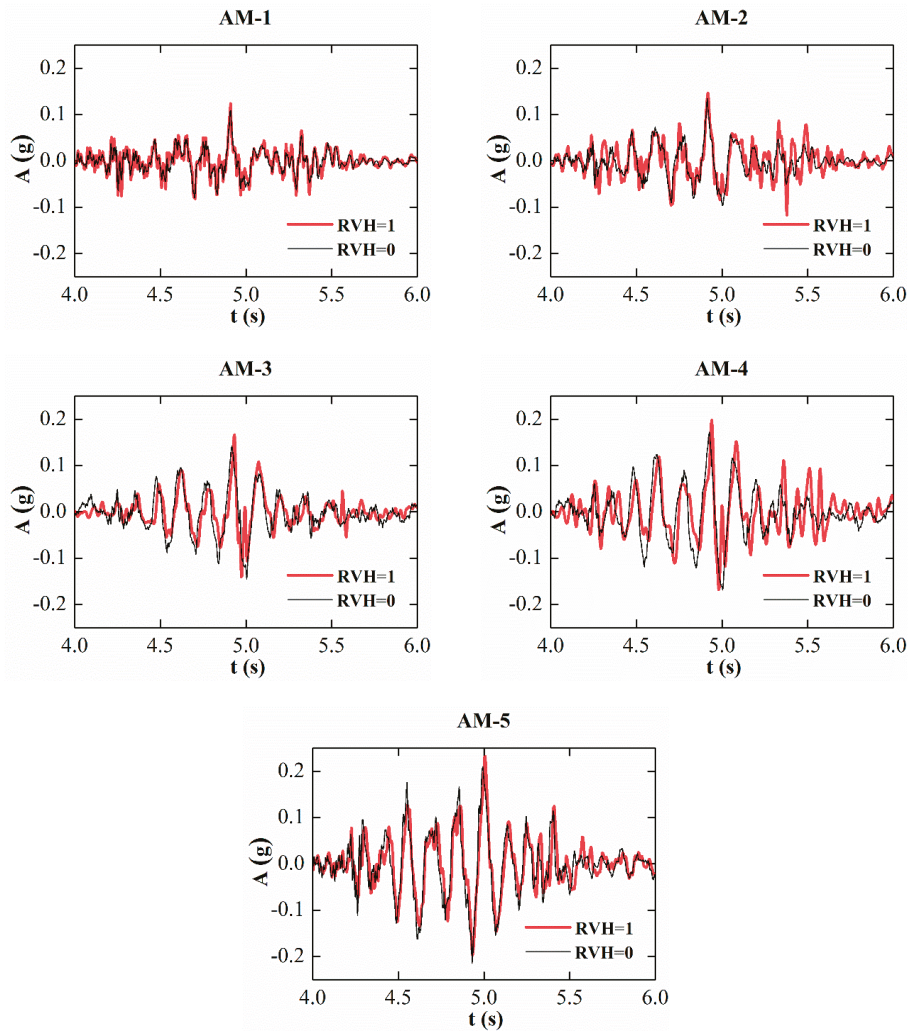 AM-1
0.2
0.1
0.0
-0.1
-0.2
A (g)
RVH=1
RVH=0
4.0 4.5 5.0 5.5 6.0
t (s)
AM-2
0.2
0.1
0.0
-0.1
-0.2
A (g)
RVH=1
RVH=0
4.0 4.5 5.0 5.5 6.0
t (s)
AM-3
0.2
0.1
0.0
-0.1
-0.2
A (g)
RVH=1
RVH=0
4.0 4.5 5.0 5.5 6.0
t (s)
AM-4
0.2
0.1
0.0
-0.1
-0.2
A (g)
RVH=1
RVH=0
4.0 4.5 5.0 5.5 6.0
t (s)
AM-5
0.2
0.1
0.0
-0.1
-0.2
A (g)
RVH=1
RVH=0
4.0 4.5 5.0 5.5 6.0
t (s)